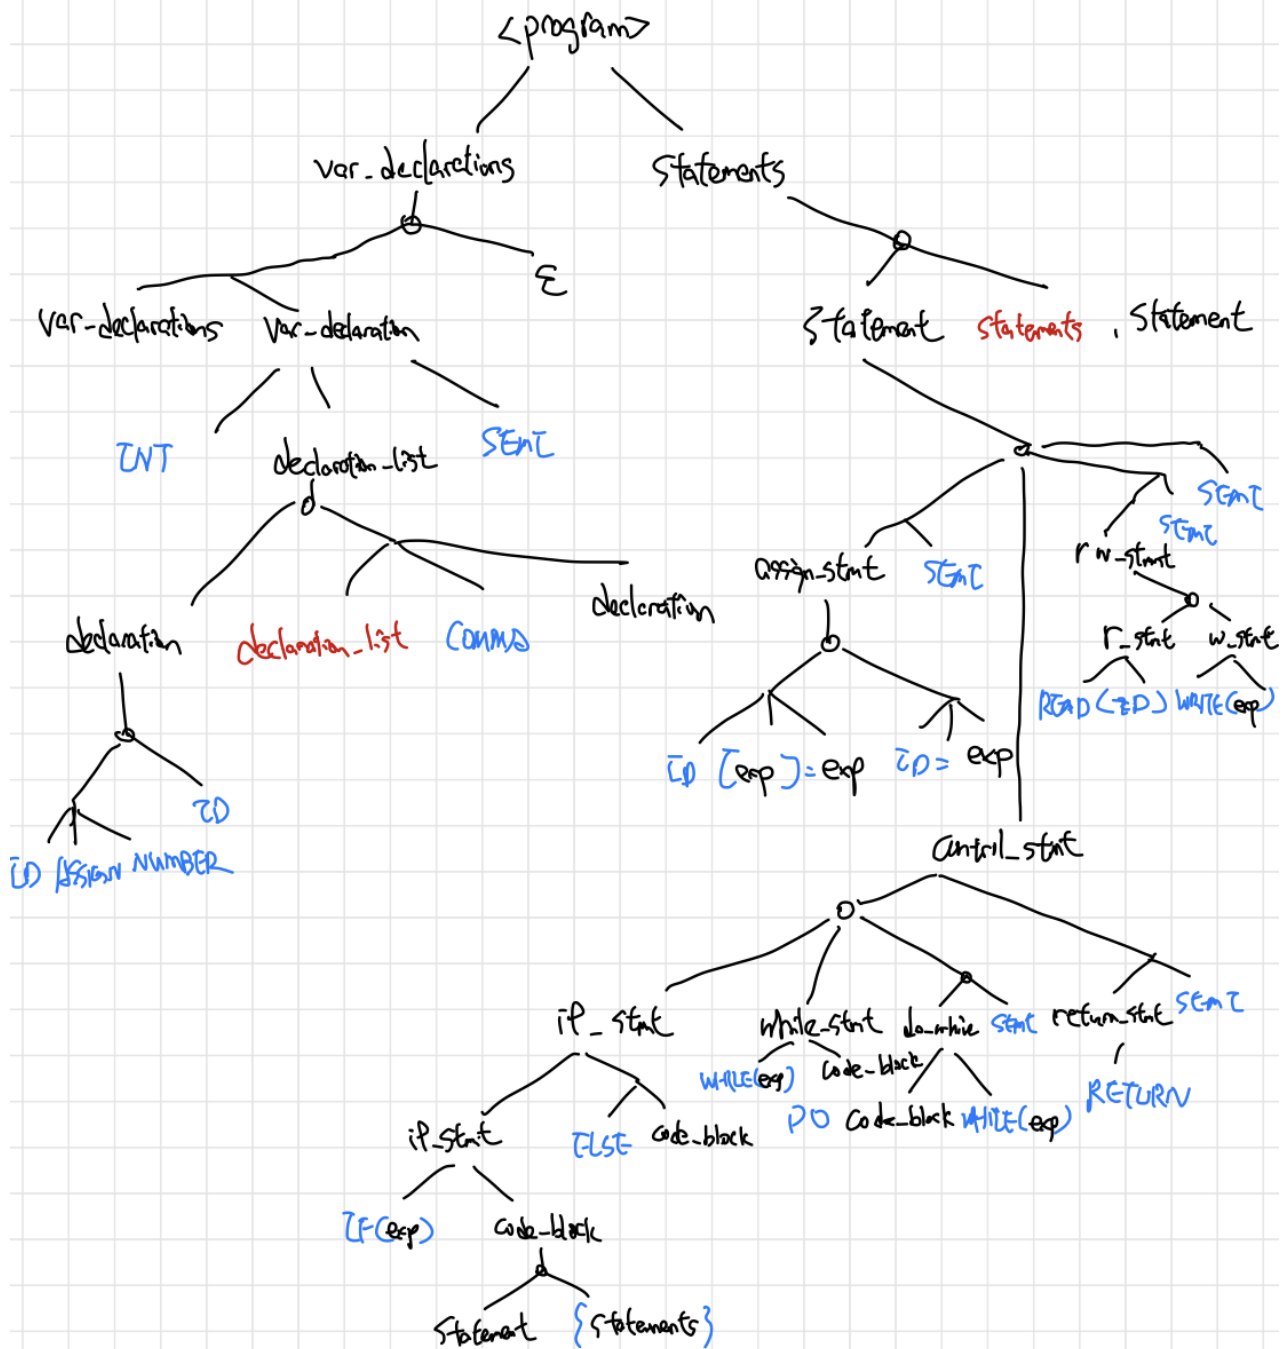 <program>
var_declarations statements
ε
var_declarations var_declaration statement statements , statement
INT declaration_list SEMI
SEMI
SEMI
assign_stmt SEMI rw_stmt
declaration declaration_list COMMA declaration
r_stmt w_stmt
READ (ID) WRITE(exp)
ID [exp] = exp ID = exp
ID
ID ASSIGN NUMBER
control_stmt
if_stmt while_stmt do_while SEMI return_stmt SEMI
WHILE(exp) code_block
RETURN
DO code_block WHILE(exp)
if_stmt ELSE code_block
IF(exp) code_block
statement {statements}